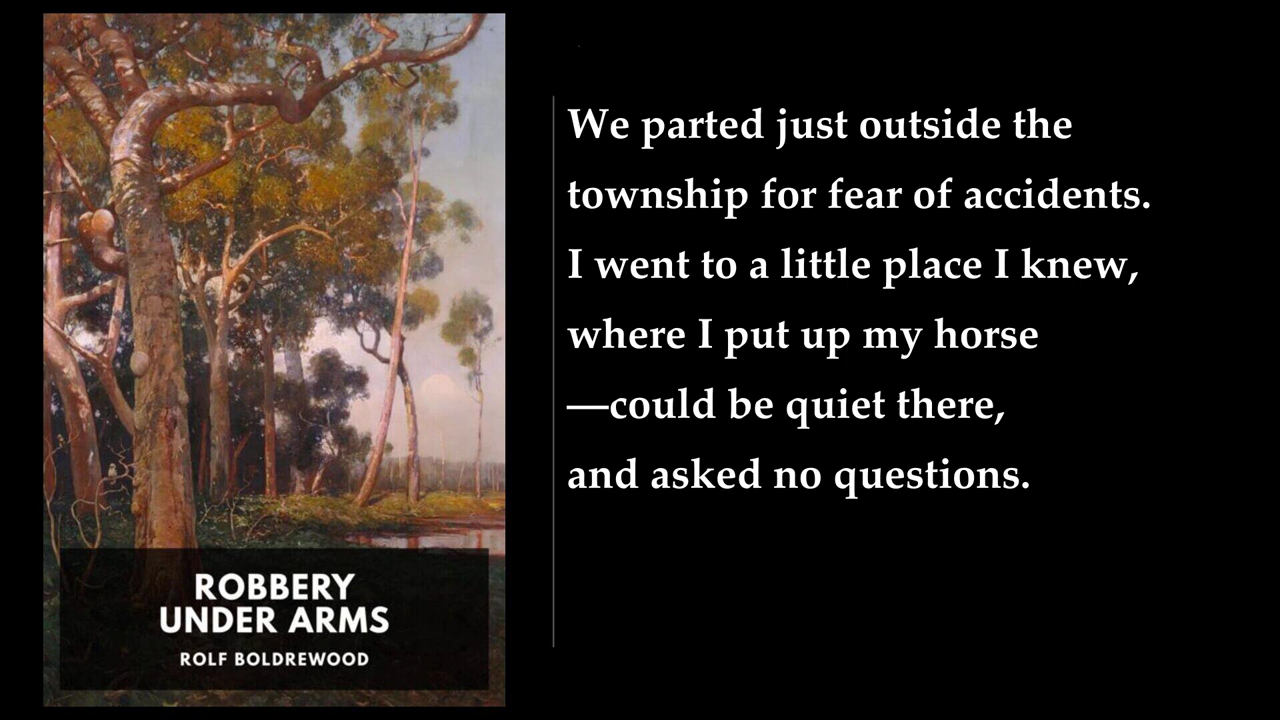 We parted just outside the
township for fear of accidents.
I went to a little place I knew,
where I put up my horse
—could be quiet there,
and asked no questions.
ROBBERY
UNDER ARMS
ROLF BOLDREWOOD